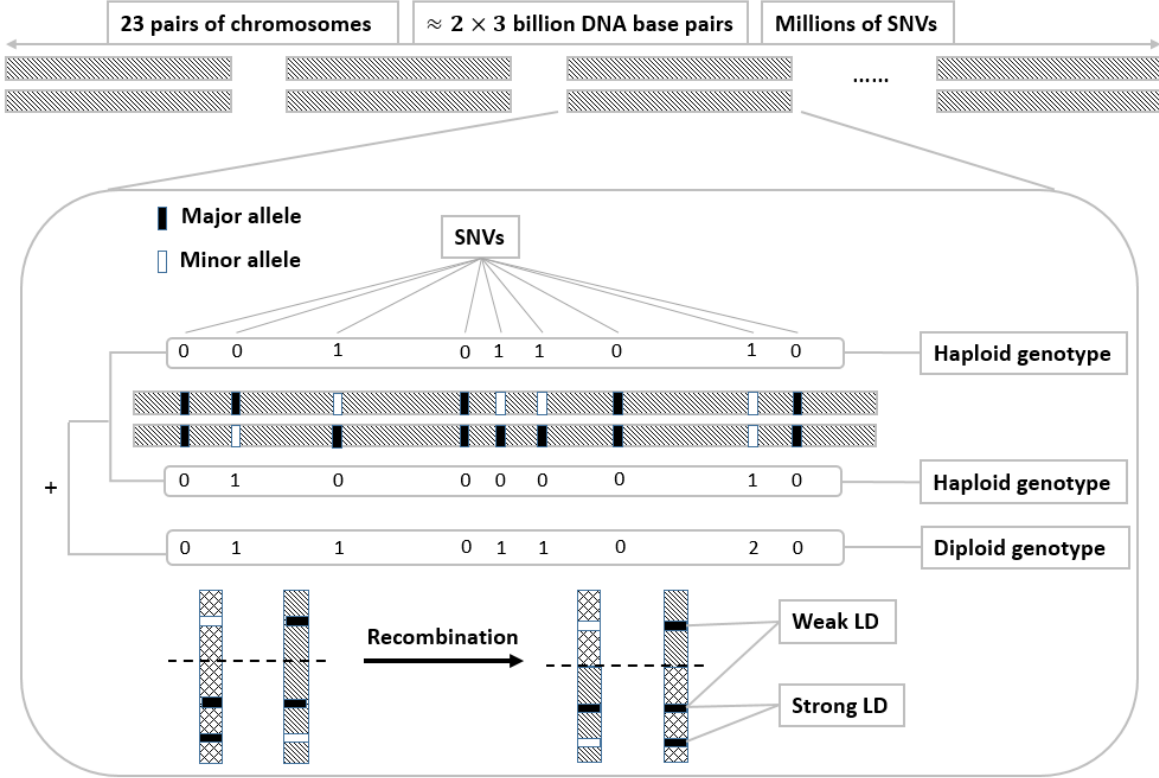 23 pairs of chromosomes
≈ 2 × 3 billion DNA base pairs
Millions of SNVs
......
Major allele
Minor allele
SNVs
0 0 1 0 1 1 0 1 0
Haploid genotype
+
0 1 0 0 0 0 0 1 0
Haploid genotype
0 1 1 0 1 1 0 2 0
Diploid genotype
Recombination
Weak LD
Strong LD